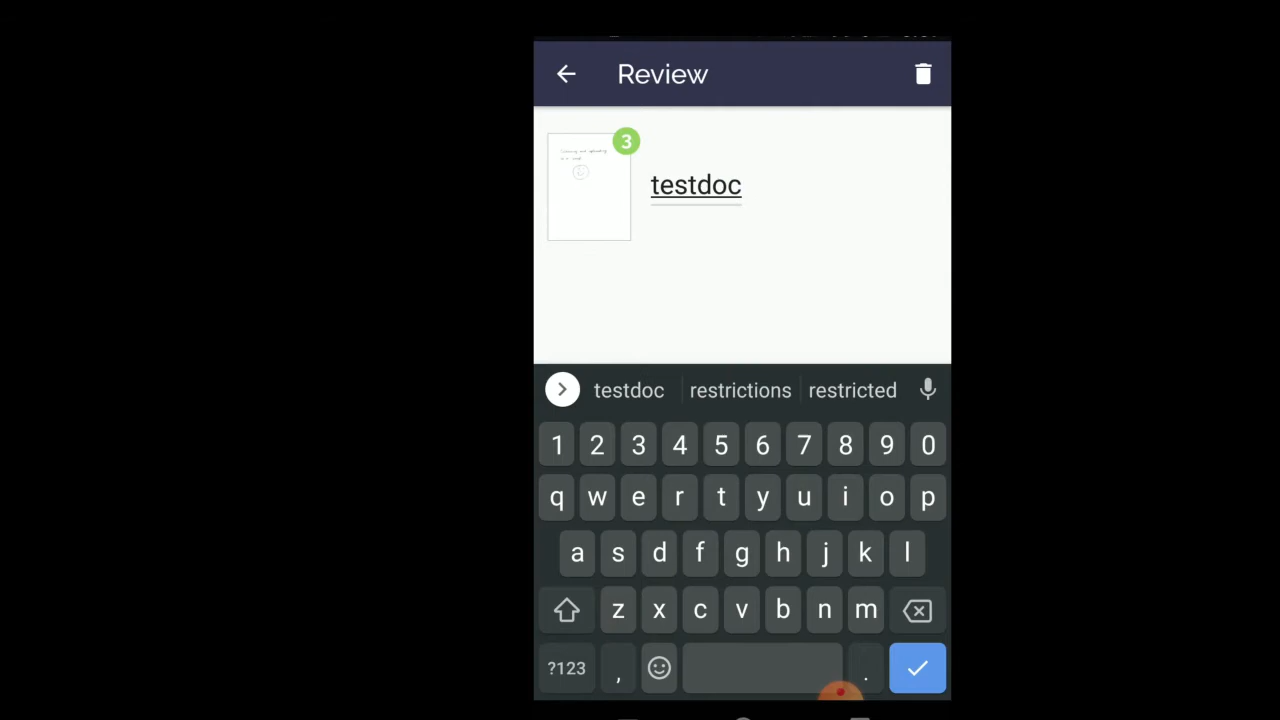 Review
3
testdoc
testdoc restrictions restricted
1 2 3 4 5 6 7 8 9 0
q w e r t y u i o p
a s d f g h j k l
z x c v b n m
?123 , .